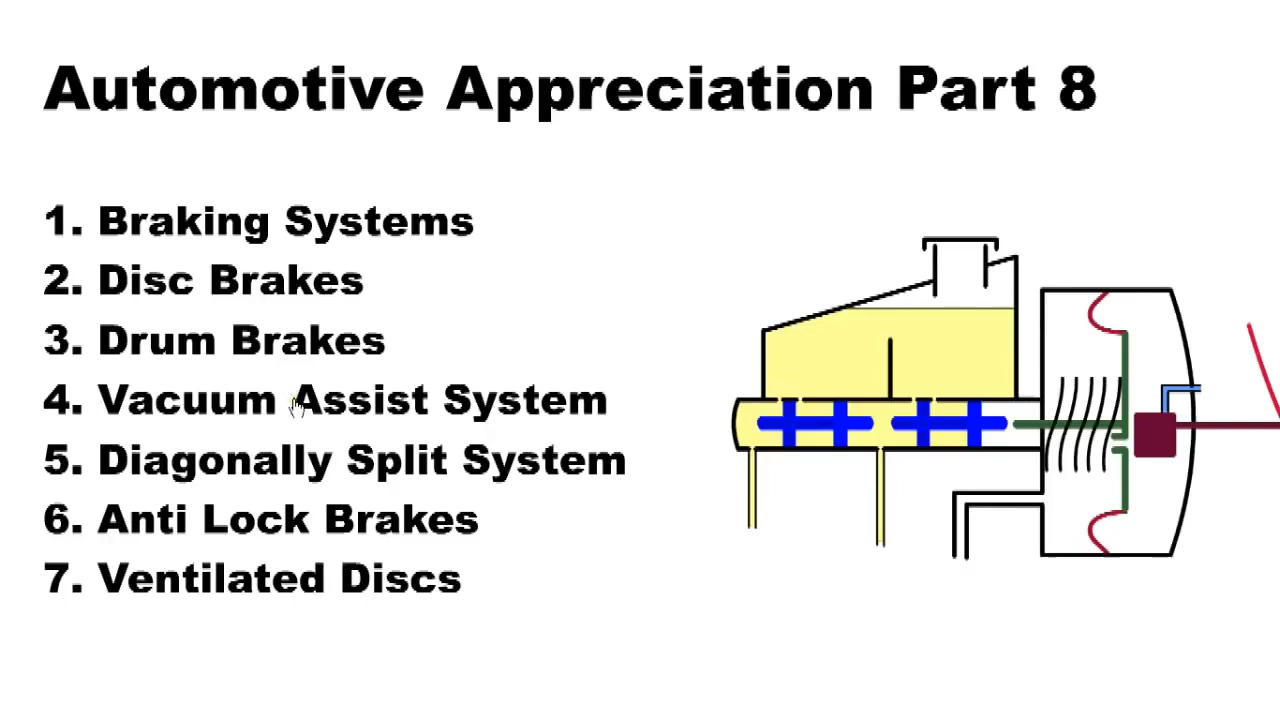 Automotive Appreciation Part 8
1. Braking Systems
2. Disc Brakes
3. Drum Brakes
4. Vacuum Assist System
5. Diagonally Split System
6. Anti Lock Brakes
7. Ventilated Discs